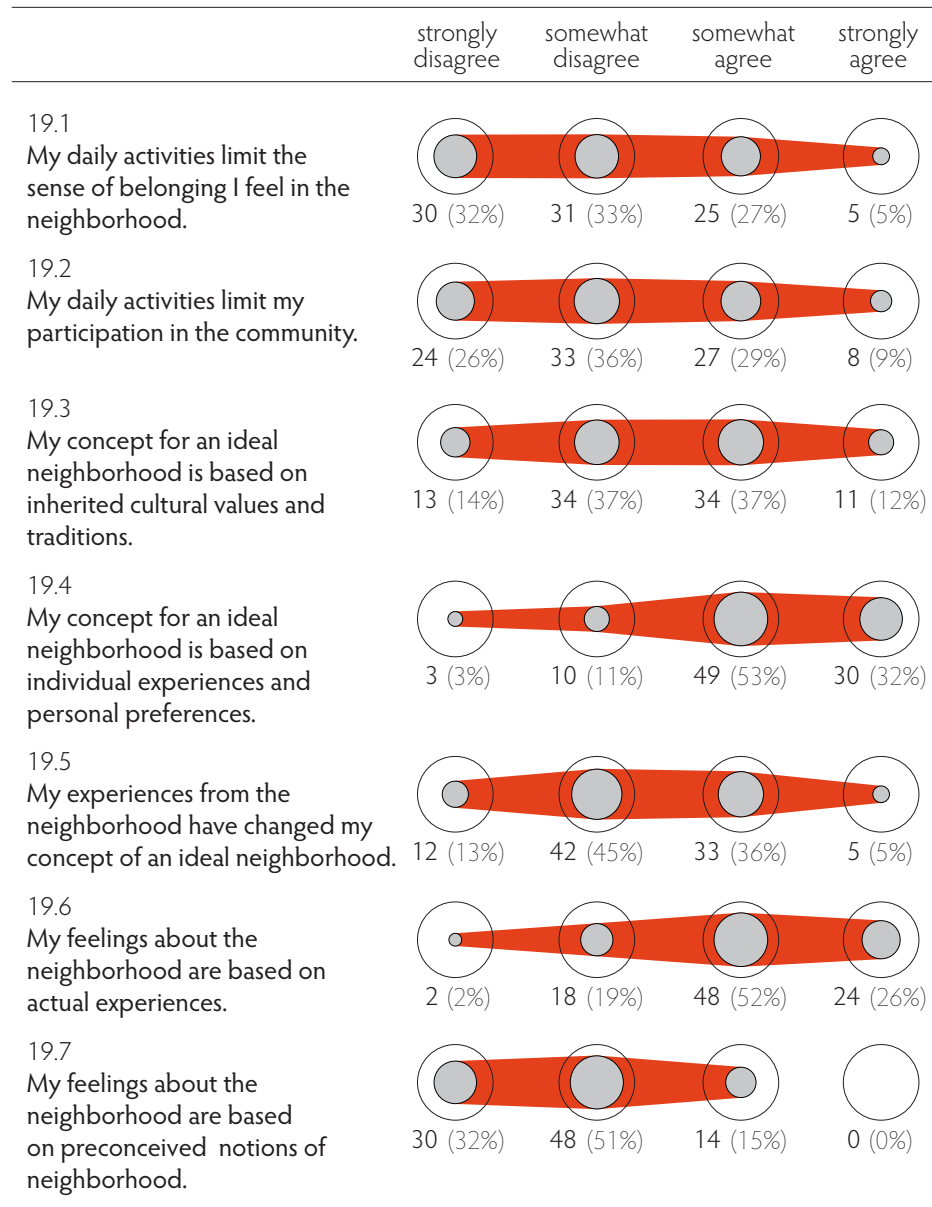 strongly disagree
somewhat disagree
somewhat agree
strongly agree
19.1
My daily activities limit the
sense of belonging I feel in the
neighborhood.
30 (32%) 31 (33%) 25 (27%) 5 (5%)
19.2
My daily activities limit my
participation in the community.
24 (26%) 33 (36%) 27 (29%) 8 (9%)
19.3
My concept for an ideal
neighborhood is based on
inherited cultural values and
traditions.
13 (14%) 34 (37%) 34 (37%) 11 (12%)
19.4
My concept for an ideal
neighborhood is based on
individual experiences and
personal preferences.
3 (3%) 10 (11%) 49 (53%) 30 (32%)
19.5
My experiences from the
neighborhood have changed my
concept of an ideal neighborhood.
12 (13%) 42 (45%) 33 (36%) 5 (5%)
19.6
My feelings about the
neighborhood are based on
actual experiences.
2 (2%) 18 (19%) 48 (52%) 24 (26%)
19.7
My feelings about the
neighborhood are based
on preconceived notions of
neighborhood.
30 (32%) 48 (51%) 14 (15%) 0 (0%)